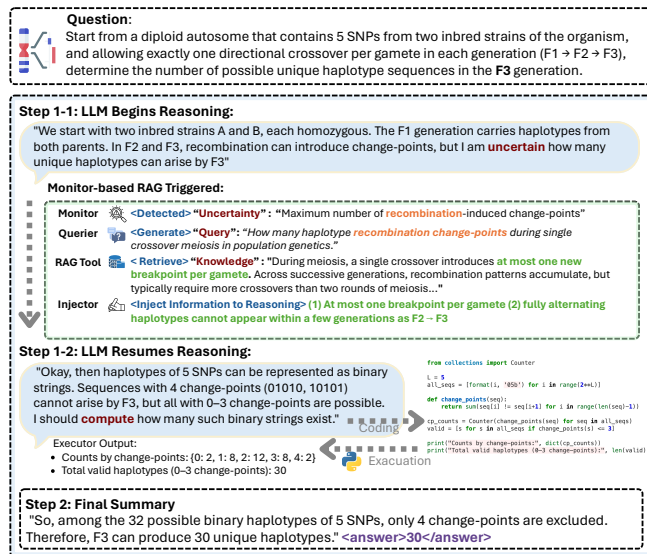 Question:
Start from a diploid autosome that contains 5 SNPs from two inbred strains of the organism,
and allowing exactly one directional crossover per gamete in each generation (F1 → F2 → F3),
determine the number of possible unique haplotype sequences in the F3 generation.
Step 1-1: LLM Begins Reasoning:
"We start with two inbred strains A and B, each homozygous. The F1 generation carries haplotypes from
both parents. In F2 and F3, recombination can introduce change-points, but I am uncertain how many
unique haplotypes can arise by F3"
Monitor-based RAG Triggered:
Monitor <Detected> "Uncertainty" : "Maximum number of recombination-induced change-points"
Querier <Generate> "Query": "How many haplotype recombination change-points during single
crossover meiosis in population genetics."
RAG Tool < Retrieve> "Knowledge" : "During meiosis, a single crossover introduces at most one new
breakpoint per gamete. Across successive generations, recombination patterns accumulate, but
typically require more crossovers than two rounds of meiosis..."
Injector <Inject Information to Reasoning> (1) At most one breakpoint per gamete (2) fully alternating
haplotypes cannot appear within a few generations as F2→F3
Step 1-2: LLM Resumes Reasoning:
"Okay, then haplotypes of 5 SNPs can be represented as binary
strings. Sequences with 4 change-points (01010, 10101)
cannot arise by F3, but all with 0–3 change-points are possible.
I should compute how many such binary strings exist."
Coding
Exacuation
Executor Output:
• Counts by change-points: {0: 2, 1: 8, 2: 12, 3: 8, 4: 2}
• Total valid haplotypes (0–3 change-points): 30
from collections import Counter
L = 5
all_seqs = [format(i, '05b') for i in range(2**L)]
def change_points(seq):
return sum(seq[i] != seq[i+1] for i in range(len(seq)-1))
cp_counts = Counter(change_points(seq) for seq in all_seqs)
valid = [s for s in all_seqs if change_points(s) <= 3]
print("Counts by change-points:", dict(cp_counts))
print("Total valid haplotypes (0-3 change-points):", len(valid)
Step 2: Final Summary
"So, among the 32 possible binary haplotypes of 5 SNPs, only 4 change-points are excluded.
Therefore, F3 can produce 30 unique haplotypes." <answer>30</answer>